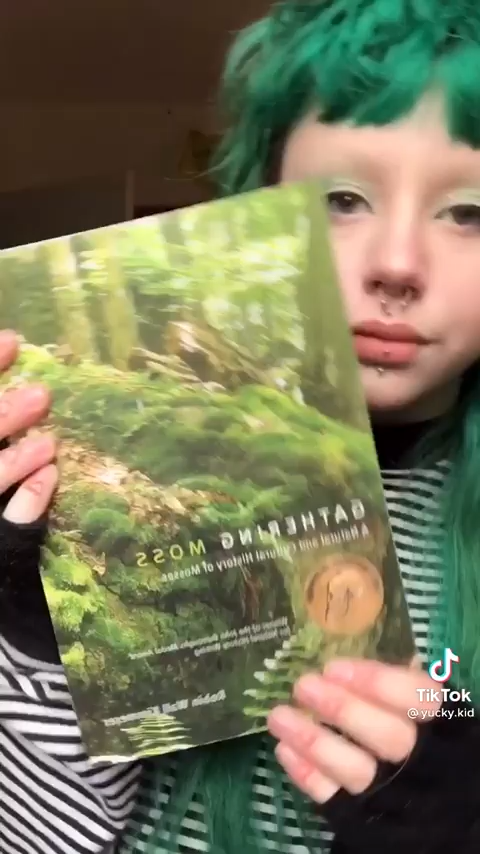 GATHERING MOSS
A Natural and Cultural History of Mosses
Winner of the John Burroughs Medal Award
for Natural History Writing
Robin Wall Kimmerer
TikTok
@yucky.kid